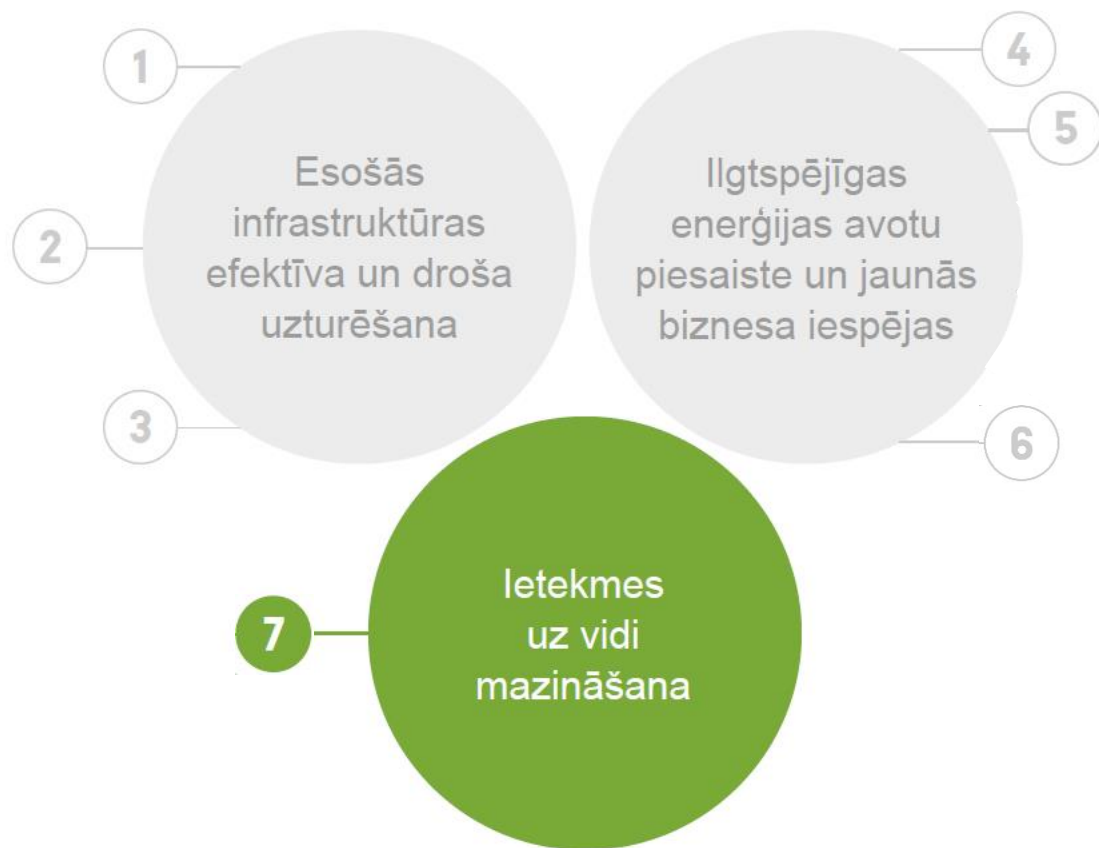 1
Esošās
infrastruktūras
efektīva un droša
uzturēšana
2
3
4
5
Ilgtspējīgas
enerģijas avotu
piesaiste un jaunās
biznesa iespējas
6
7
Ietekmes
uz vidi
mazināšana